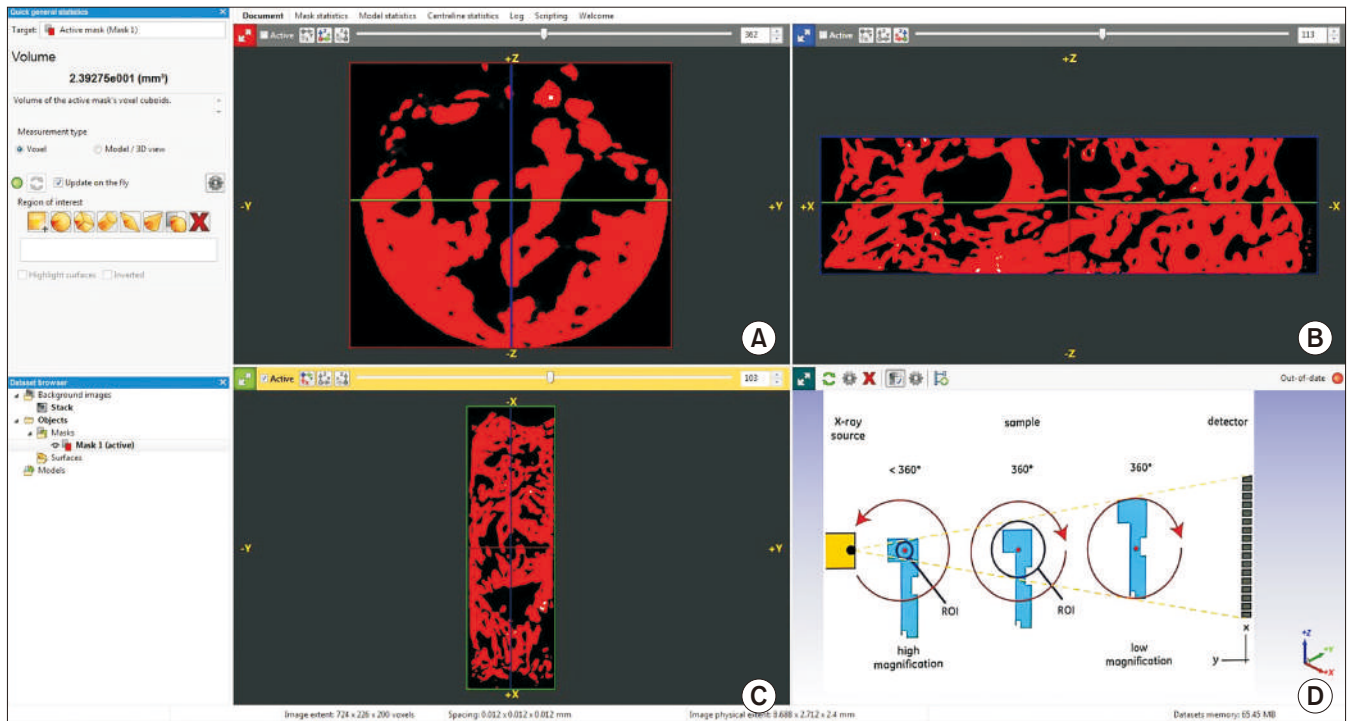 Quick general statistics
Target: Active mask (Mask 1)
Volume
2.39275e001 (mm³)
Volume of the active mask's voxel cuboids.
Measurement type
Voxel Model / 3D view
Update on the fly
Region of interest
Highlight surfaces Inverted
Dataset browser
Background images
Stack
Objects
Masks
Mask 1 (active)
Surfaces
Models
Document Mask statistics Model statistics Centreline statistics Log Scripting Welcome
Active 362
+Z
-Y +Y
-Z
A
Active 113
+Z
+X -X
-Z
B
Active 103
-X
-Y +Y
+X
C
Out-of-date
X-ray source
sample
detector
< 360°
360°
360°
ROI
ROI
high magnification
low magnification
x
y
+Z
+Y
+X
D
Image extent: 724 x 226 x 200 voxels Spacing: 0.012 x 0.012 x 0.012 mm Image physical extent: 8.688 x 2.712 x 2.4 mm Datasets memory: 65.45 MB